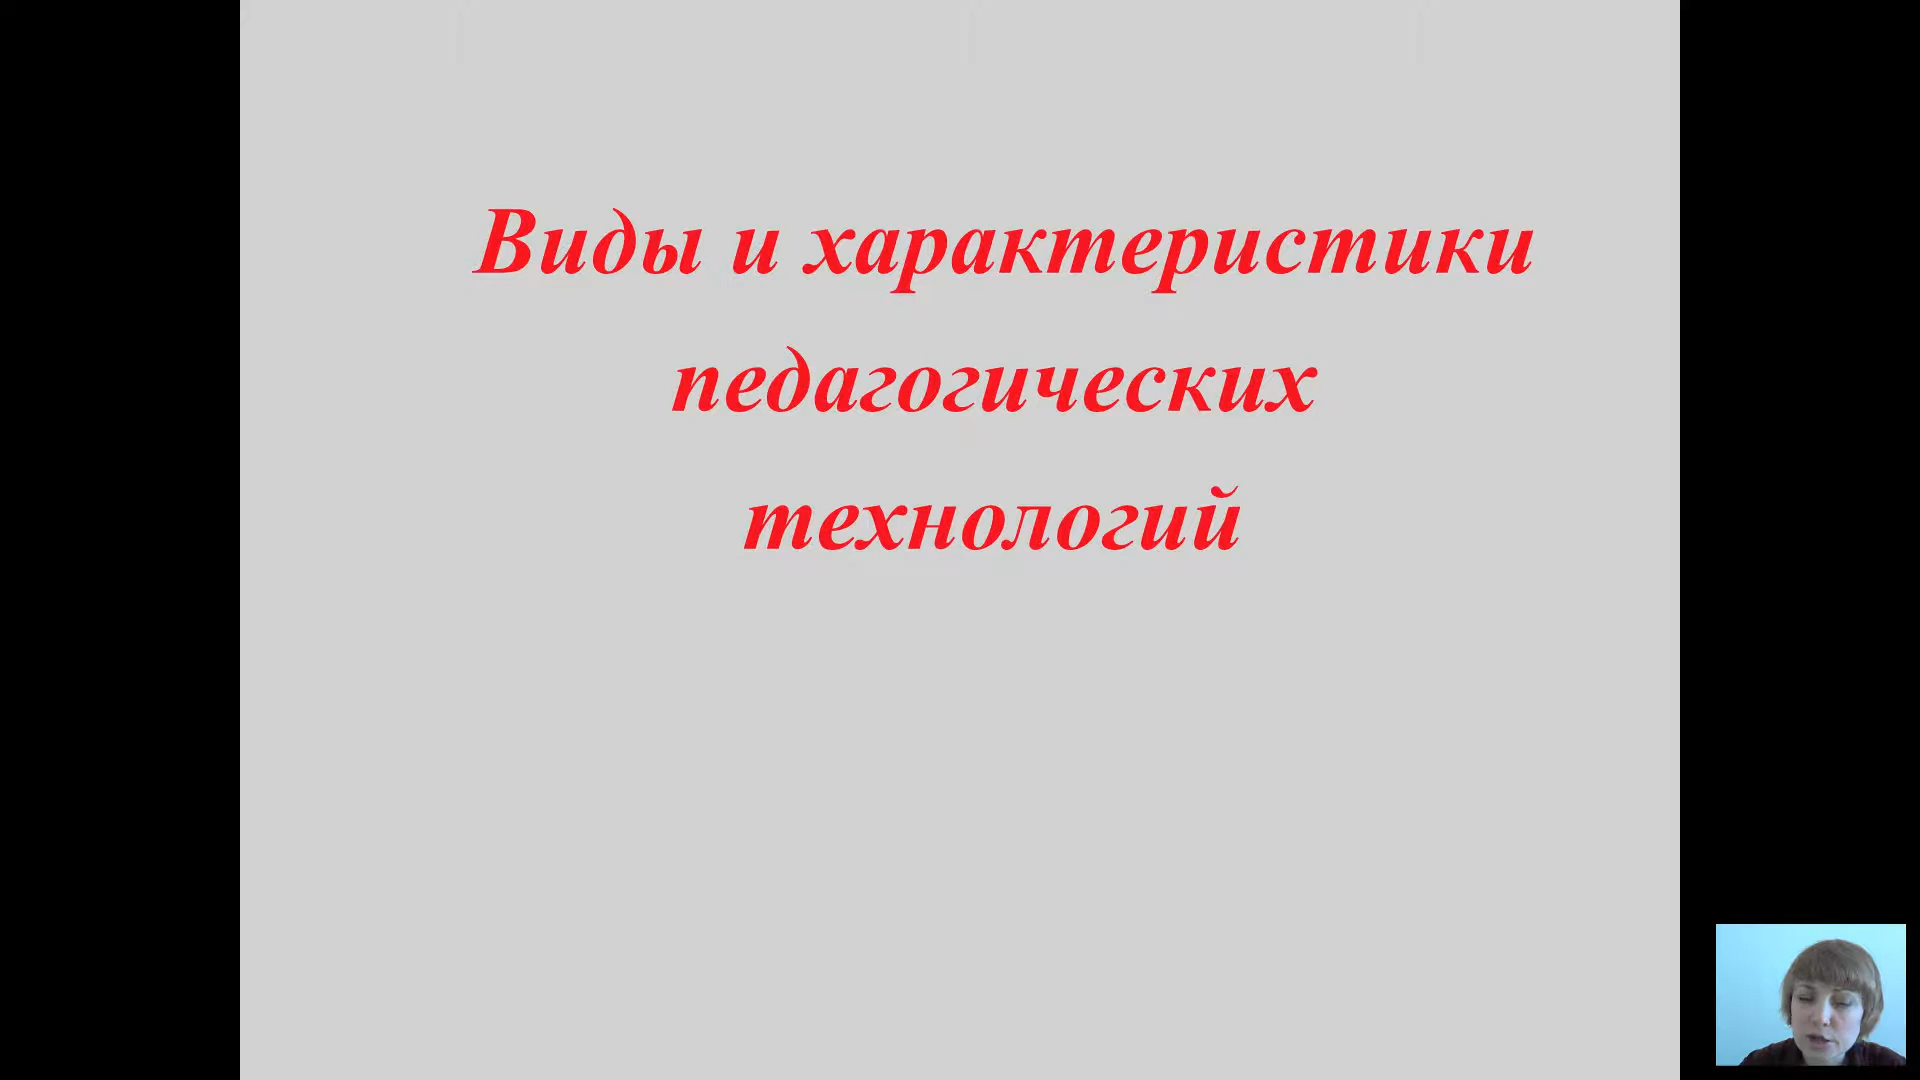 Виды и характеристики
педагогических
технологий